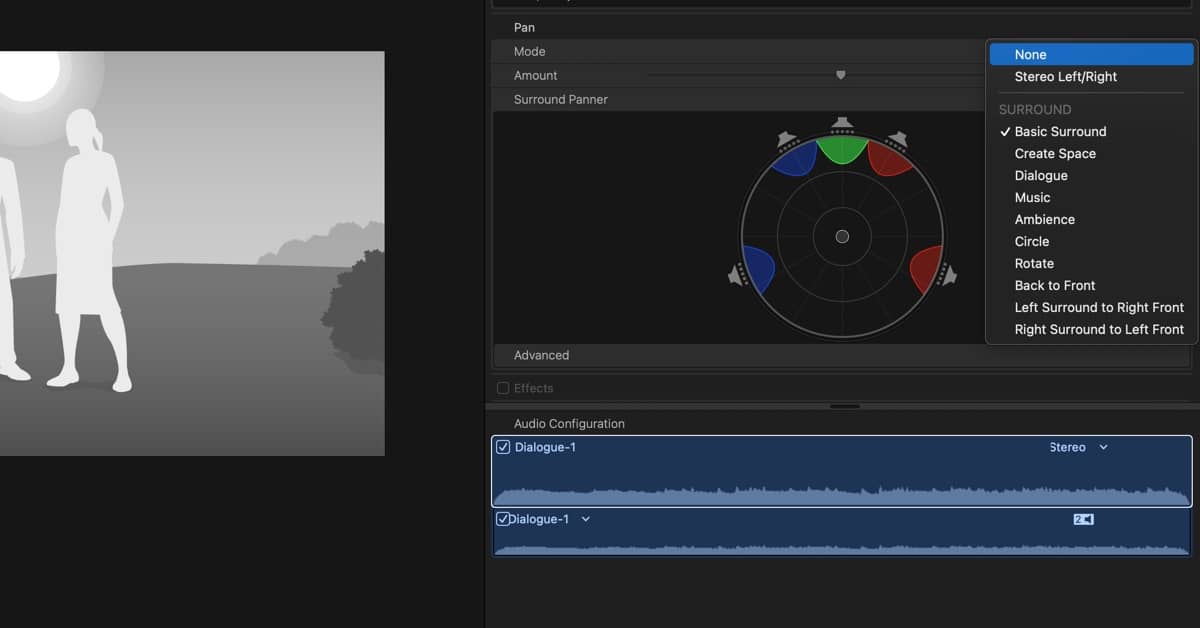 Pan
Mode
Amount
Surround Panner
None
Stereo Left/Right
SURROUND
Basic Surround
Create Space
Dialogue
Music
Ambience
Circle
Rotate
Back to Front
Left Surround to Right Front
Right Surround to Left Front
Advanced
Effects
Audio Configuration
Dialogue-1 Stereo
Dialogue-1 2